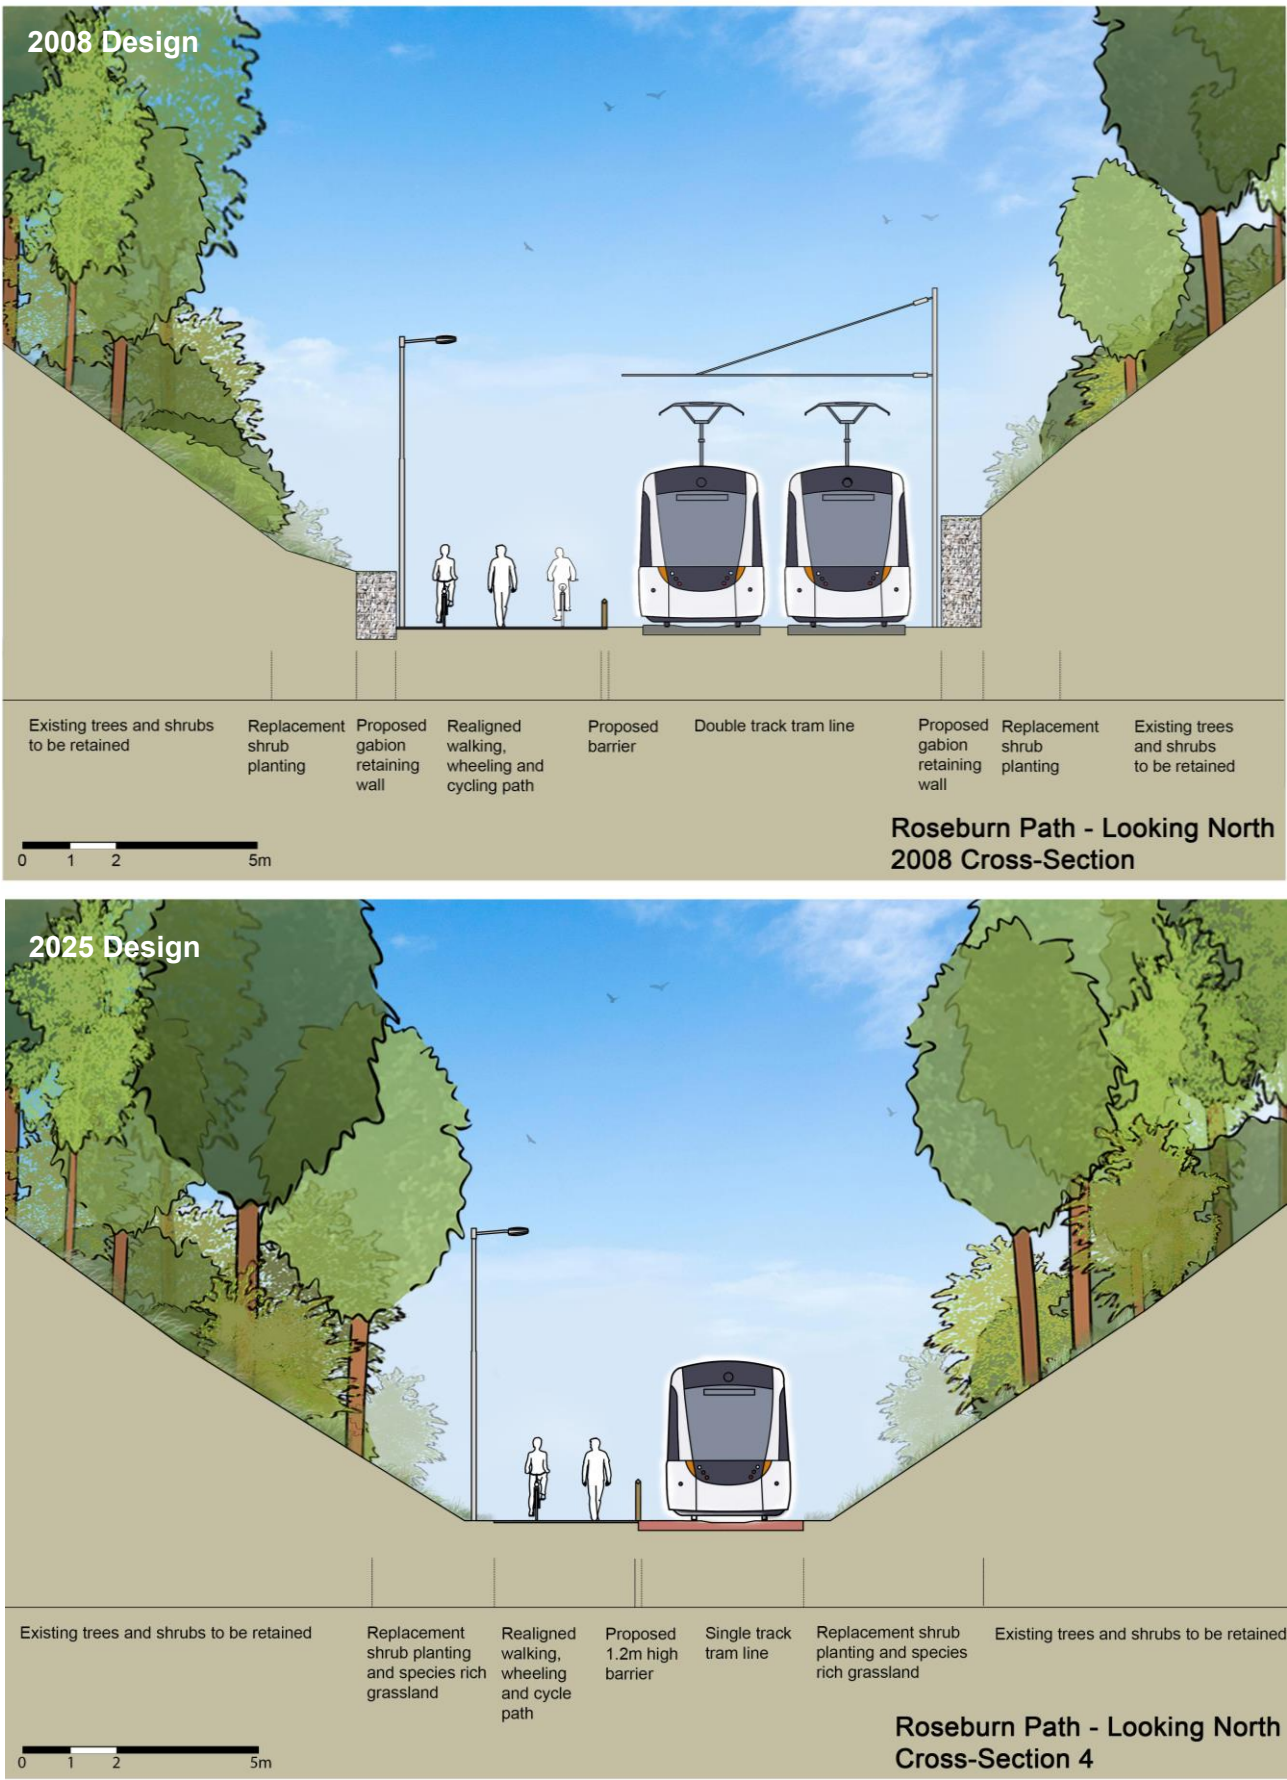 2008 Design
Existing trees and shrubs
to be retained
Replacement
shrub
planting
Proposed
gabion
retaining
wall
Realigned
walking,
wheeling and
cycling path
Proposed
barrier
Double track tram line
Proposed
gabion
retaining
wall
Replacement
shrub
planting
Existing trees
and shrubs
to be retained
0 1 2 5m
Roseburn Path - Looking North
2008 Cross-Section
2025 Design
Existing trees and shrubs to be retained
Replacement
shrub planting
and species rich
grassland
Realigned
walking,
wheeling
and cycle
path
Proposed
1.2m high
barrier
Single track
tram line
Replacement shrub
planting and species
rich grassland
Existing trees and shrubs to be retained
0 1 2 5m
Roseburn Path - Looking North
Cross-Section 4